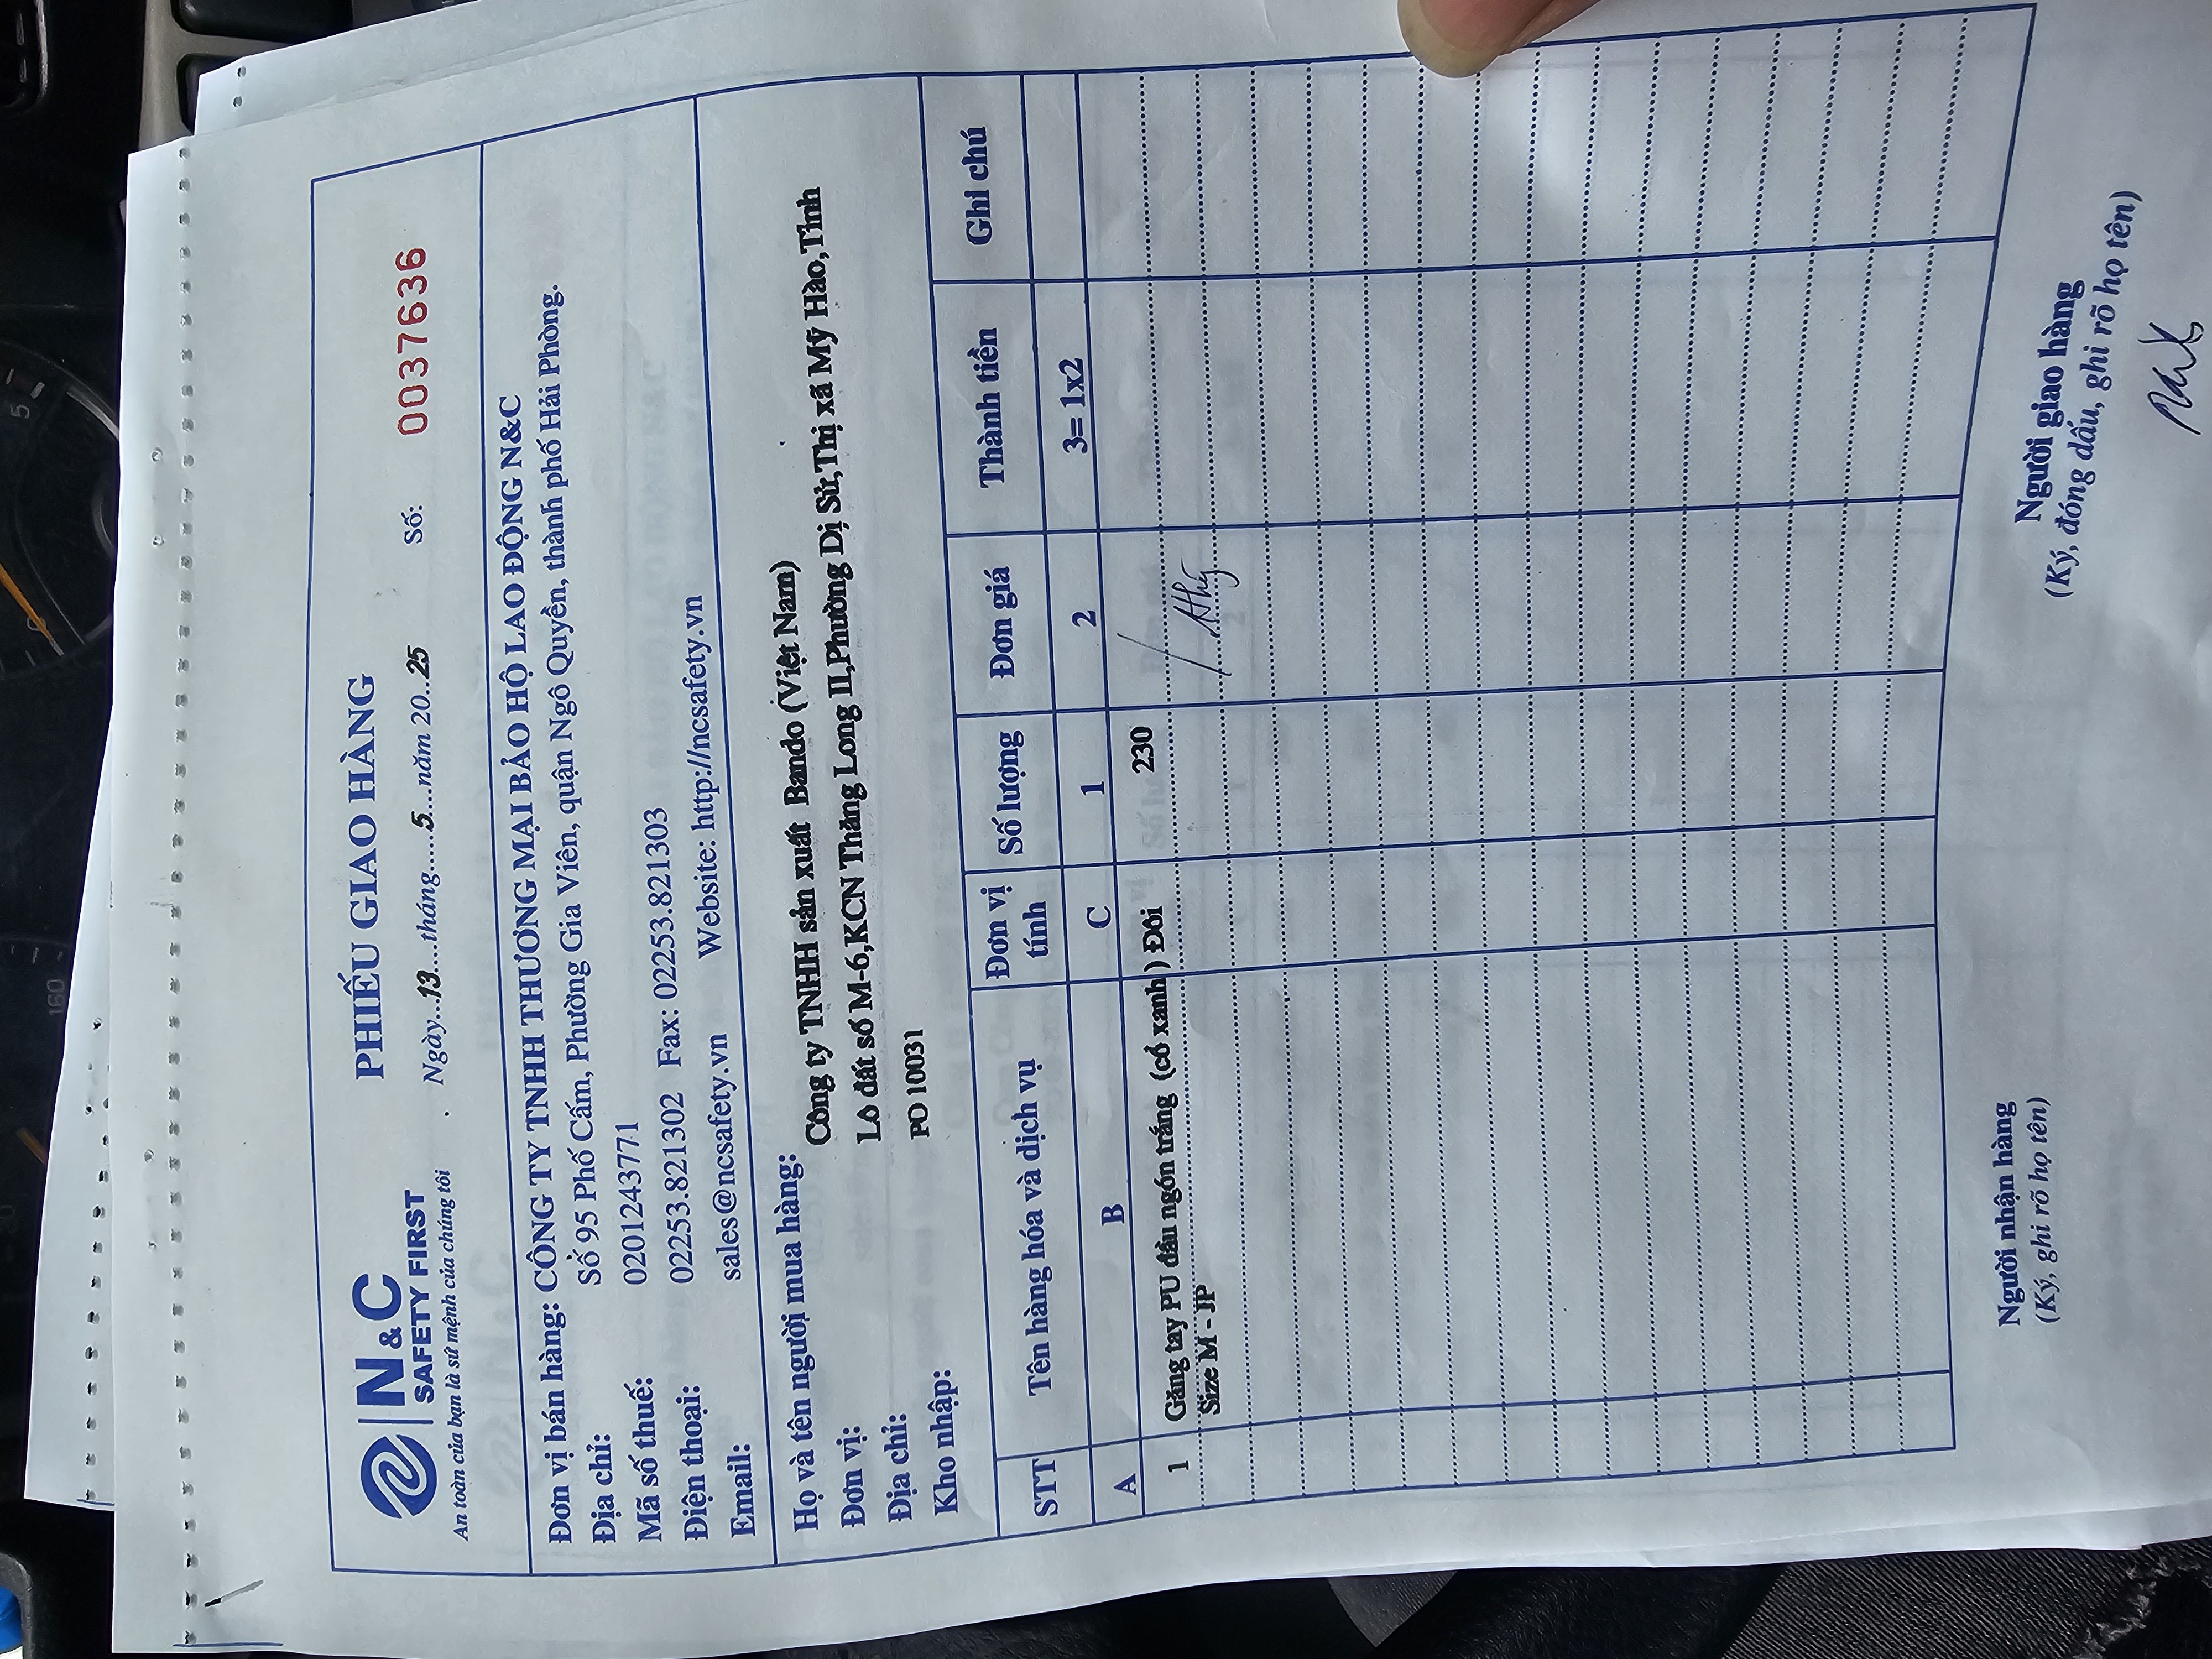 N&C
SAFETY FIRST
An toàn của bạn là sứ mệnh của chúng tôi
PHIẾU GIAO HÀNG
Ngày..13....tháng.....5....năm 20..25
Số: 0037636
Đơn vị bán hàng: CÔNG TY TNHH THƯƠNG MẠI BẢO HỘ LAO ĐỘNG N&C
Địa chỉ: Số 95 Phố Cấm, Phường Gia Viên, quận Ngô Quyền, thành phố Hải Phòng.
Mã số thuế: 0201243771
Điện thoại: 02253.821302 Fax: 02253.821303
Email: sales@ncsafety.vn Website: http://ncsafety.vn
Họ và tên người mua hàng:
Đơn vị: Công ty TNHH sản xuất Bando (Việt Nam)
Địa chỉ: Lô đất số M-6,KCN Thăng Long II,Phường Dị Sử,Thị xã Mỹ Hào,Tỉnh
Kho nhập: PO 10031
STT Tên hàng hóa và dịch vụ Đơn vị tính Số lượng Đơn giá Thành tiền Ghi chú
A B C 1 2 3= 1x2
1 Găng tay PU đầu ngón trắng (cổ xanh) Đôi 230
Size M - JP
Người nhận hàng Người giao hàng
(Ký, ghi rõ họ tên) (Ký, đóng dấu, ghi rõ họ tên)